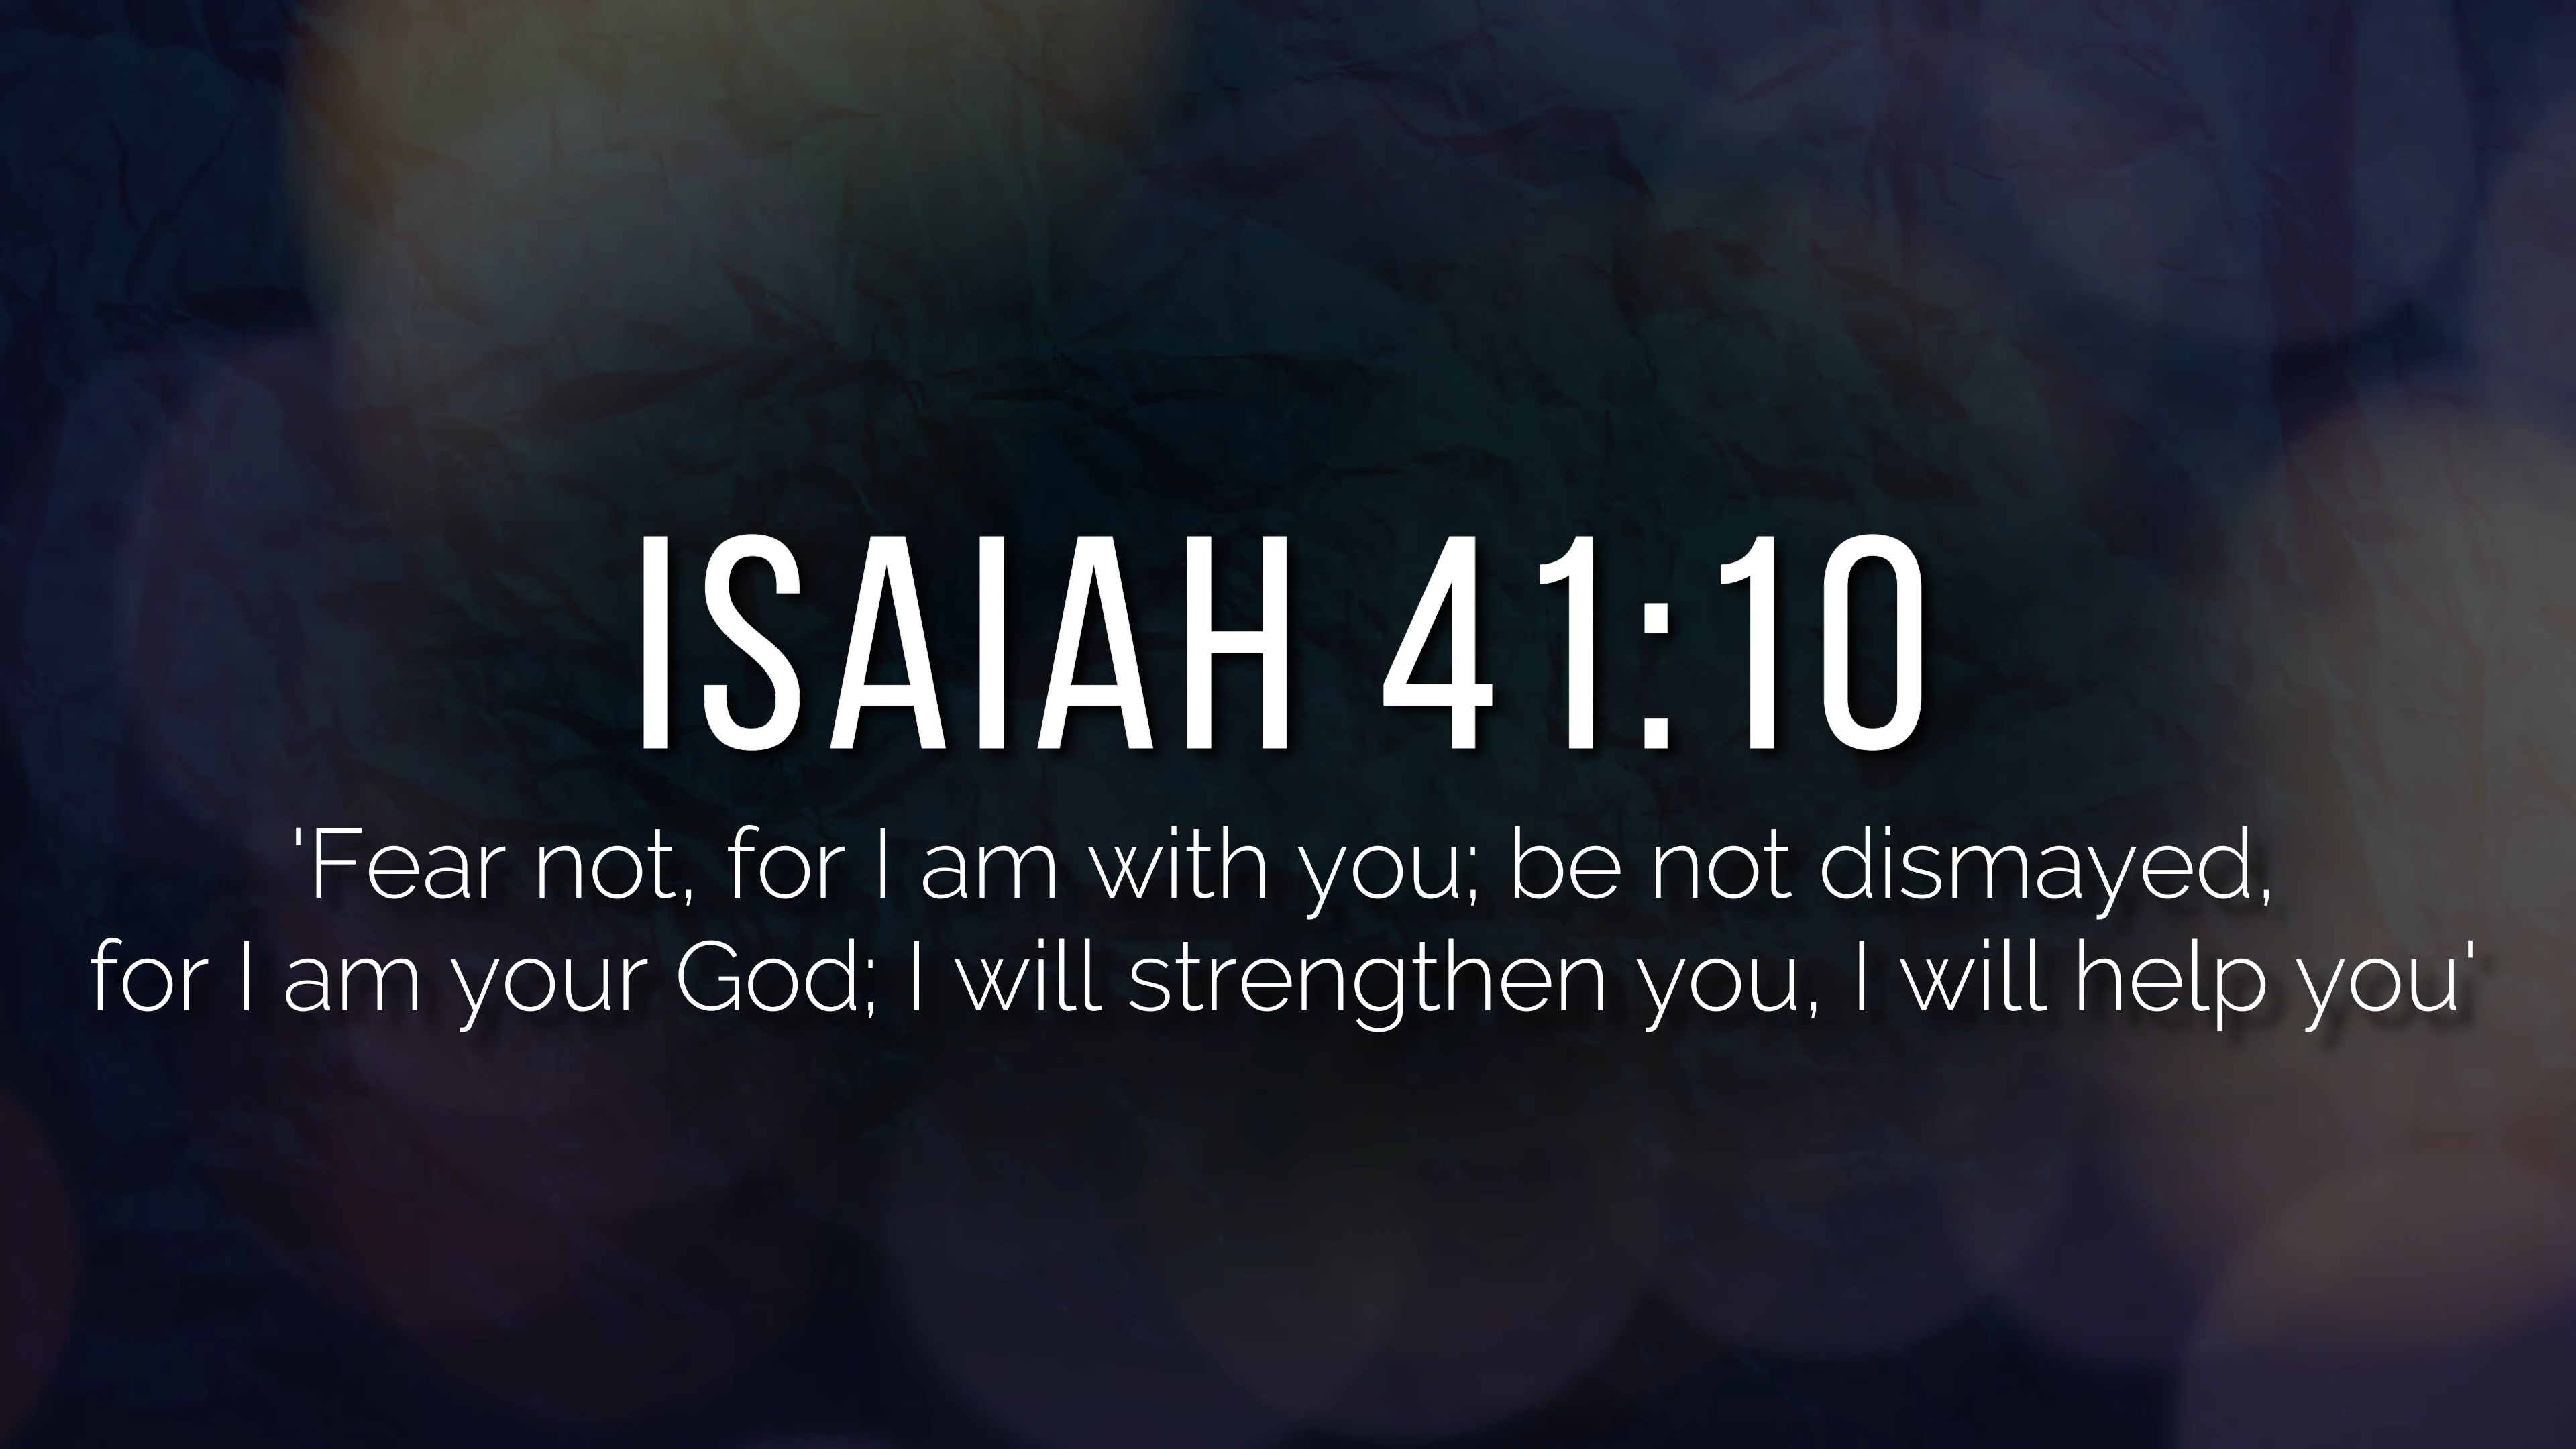 ISAIAH 41:10
'Fear not, for I am with you; be not dismayed,
for I am your God; I will strengthen you, I will help you'